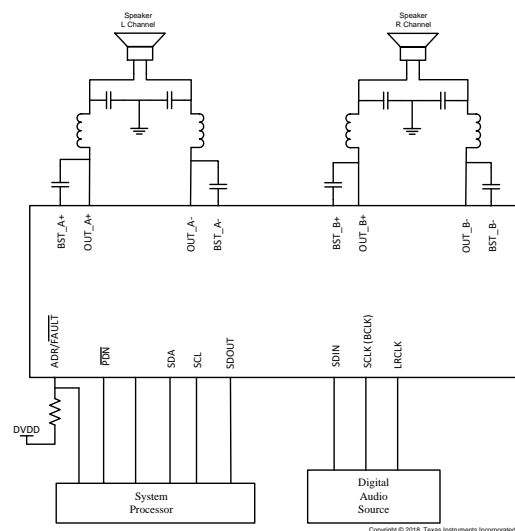 Speaker
L Channel
Speaker
R Channel
BST_A+
OUT_A+
OUT_A-
BST_A-
BST_B+
OUT_B+
OUT_B-
BST_B-
ADR/FAULT
PDN
SDA
SCL
SDOUT
SDIN
SCLK (BCLK)
LRCLK
DVDD
System
Processor
Digital
Audio
Source
Copyright © 2018, Texas Instruments Incorporated